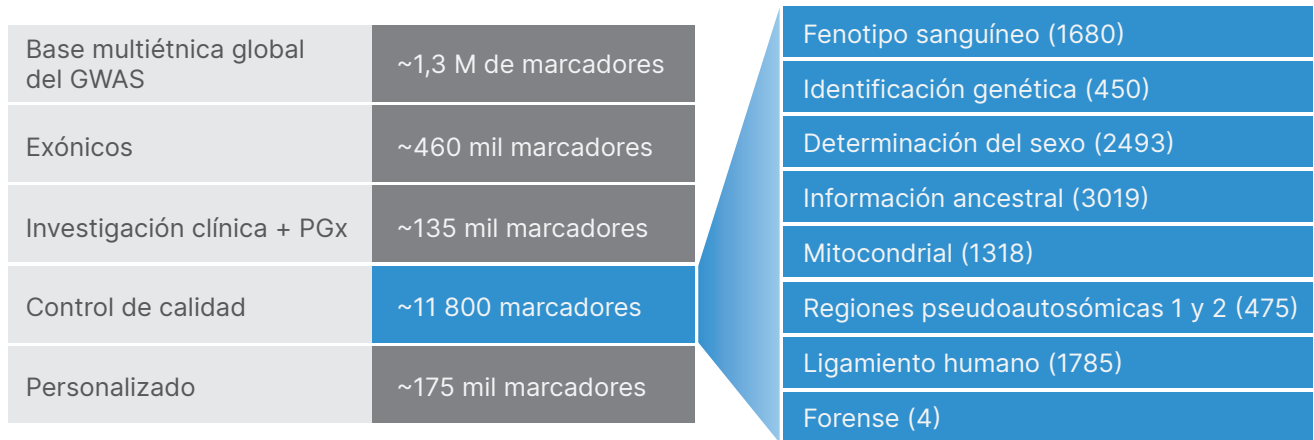 Base multiétnica global
del GWAS
~1,3 M de marcadores
Exónicos
~460 mil marcadores
Investigación clínica + PGx
~135 mil marcadores
Control de calidad
~11 800 marcadores
Personalizado
~175 mil marcadores
Fenotipo sanguíneo (1680)
Identificación genética (450)
Determinación del sexo (2493)
Información ancestral (3019)
Mitocondrial (1318)
Regiones pseudoautosómicas 1 y 2 (475)
Ligamiento humano (1785)
Forense (4)